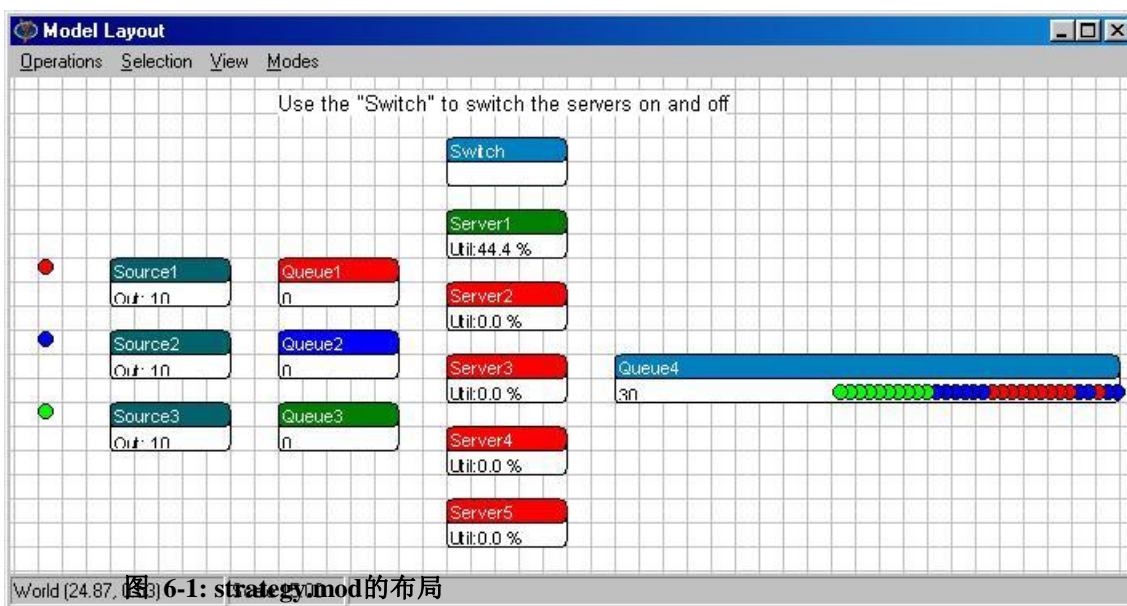 Model Layout
Operations Selection View Modes
Use the "Switch" to switch the servers on and off
Switch
Server1
Util:44.4 %
Source1
Out: 10
Queue1
0
Server2
Util:0.0 %
Source2
Out: 10
Queue2
0
Server3
Util:0.0 %
Queue4
30
Source3
Out: 10
Queue3
0
Server4
Util:0.0 %
Server5
Util:0.0 %
World (24.87,
图 6-1: strategy.mod的布局